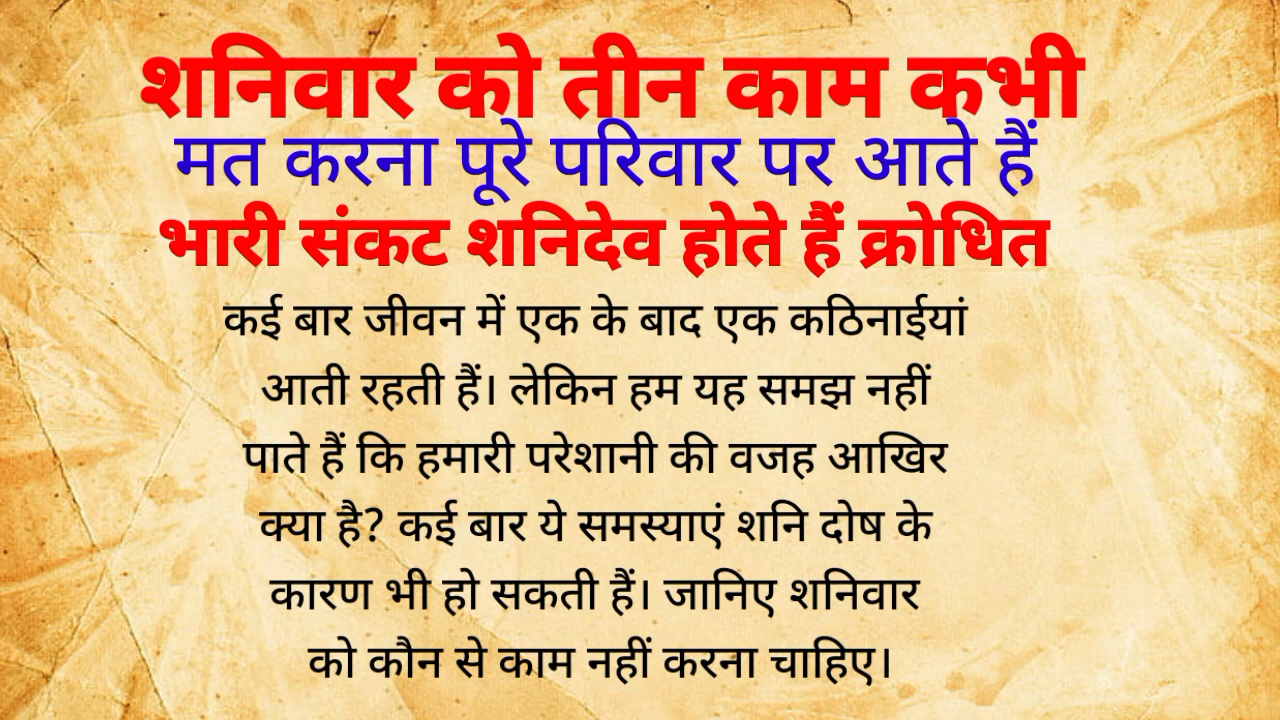 शनिवार को तीन काम कभी
मत करना पूरे परिवार पर आते हैं
भारी संकट शनिदेव होते हैं क्रोधित
कई बार जीवन में एक के बाद एक कठिनाईयां
आती रहती हैं। लेकिन हम यह समझ नहीं
पाते हैं कि हमारी परेशानी की वजह आखिर
क्या है? कई बार ये समस्याएं शनि दोष के
कारण भी हो सकती हैं। जानिए शनिवार
को कौन से काम नहीं करना चाहिए।